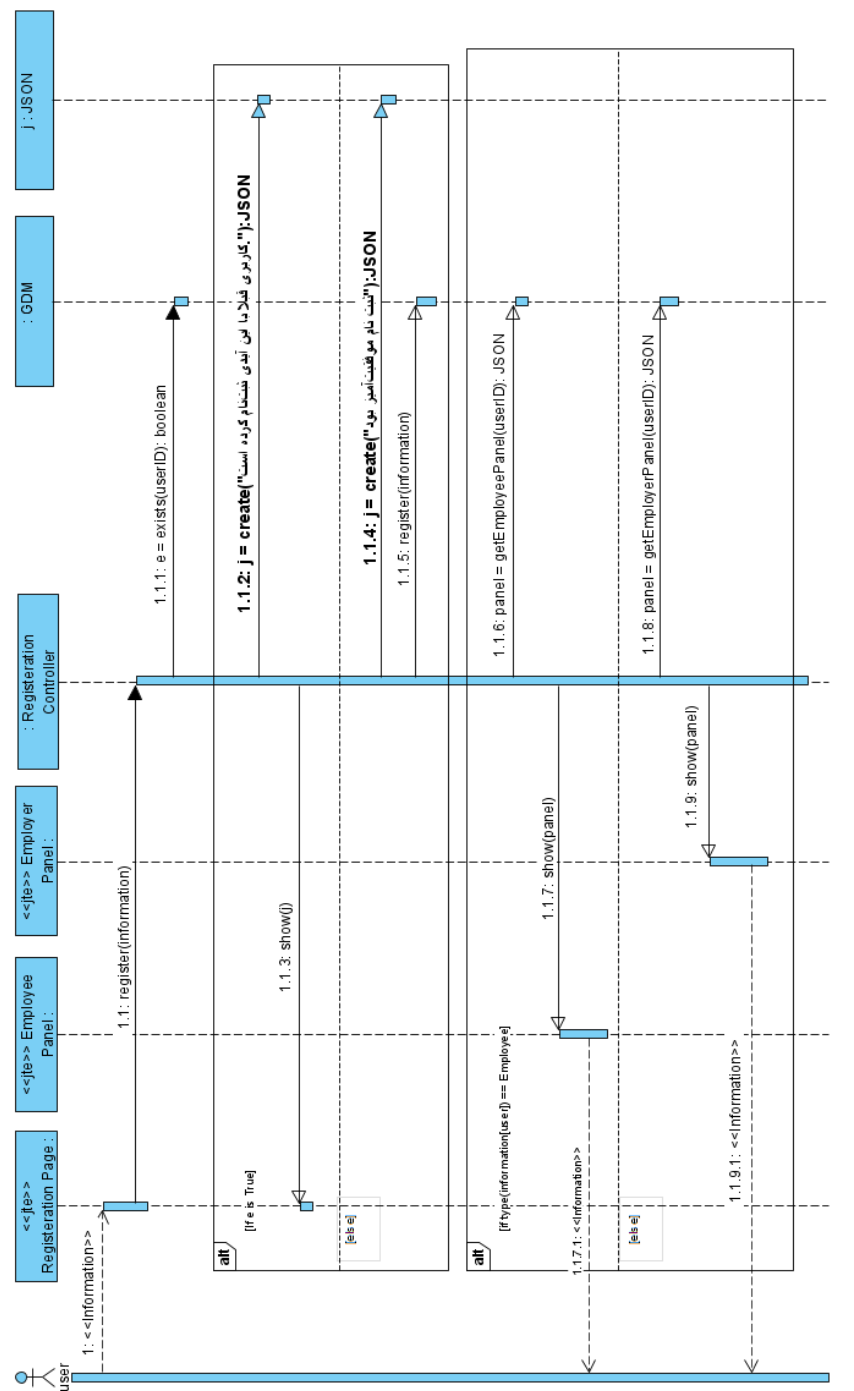 user
<<jte>>
Registeration Page :
<<jte>> Employee
Panel :
<<jte>> Employer
Panel :
: Registeration
Controller
: GDM
j : JSON
1: <<Information>>
1.1: register(information)
1.1.1: e = exists(userID): boolean
alt
[If e is True]
1.1.2: j = create("کاربری قبلا با این آیدی ثبت‌نام کرده است."):JSON
1.1.3: show(j)
[else]
1.1.4: j = create("ثبت نام موفقیت‌آمیز بود"):JSON
1.1.5: register(information)
alt
[if type(information[user]) == Employee]
1.1.6: panel = getEmployeePanel(userID): JSON
1.1.7: show(panel)
1.1.7.1: <<Information>>
[else]
1.1.8: panel = getEmployerPanel(userID): JSON
1.1.9: show(panel)
1.1.9.1: <<Information>>